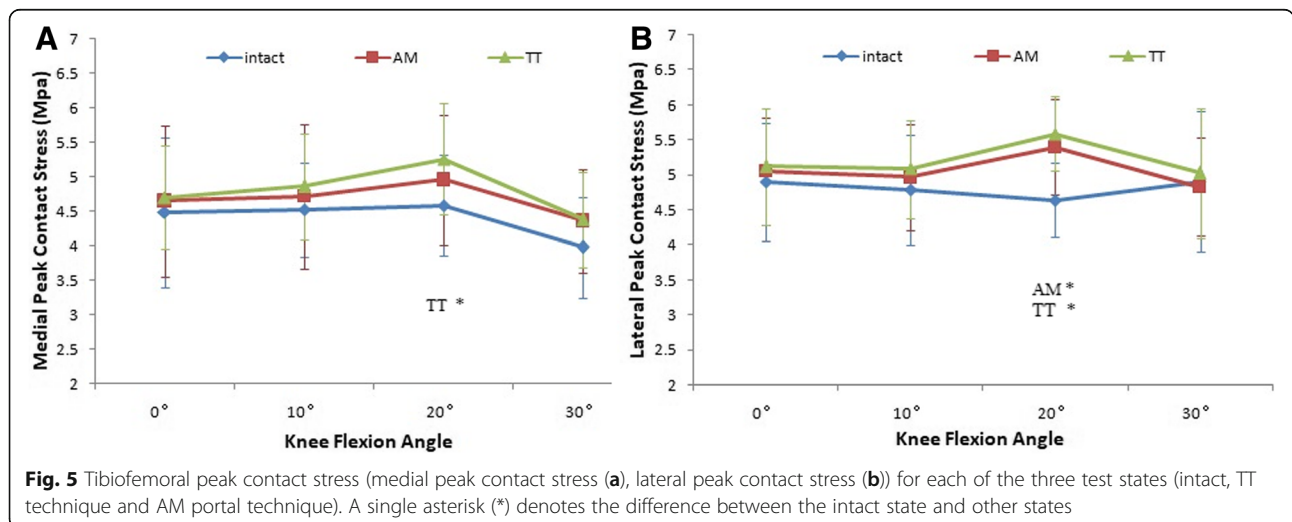 A
intact AM TT
Medial Peak Contact Stress (Mpa)
7
6.5
6
5.5
5
4.5
4
3.5
3
2.5
2
TT *
0° 10° 20° 30°
Knee Flexion Angle
B
intact AM TT
Lateral Peak Contact Stress (Mpa)
7
6.5
6
5.5
5
4.5
4
3.5
3
2.5
2
AM *
TT *
0° 10° 20° 30°
Knee Flexion Angle
Fig. 5 Tibiofemoral peak contact stress (medial peak contact stress (a), lateral peak contact stress (b)) for each of the three test states (intact, TT
technique and AM portal technique). A single asterisk (*) denotes the difference between the intact state and other states